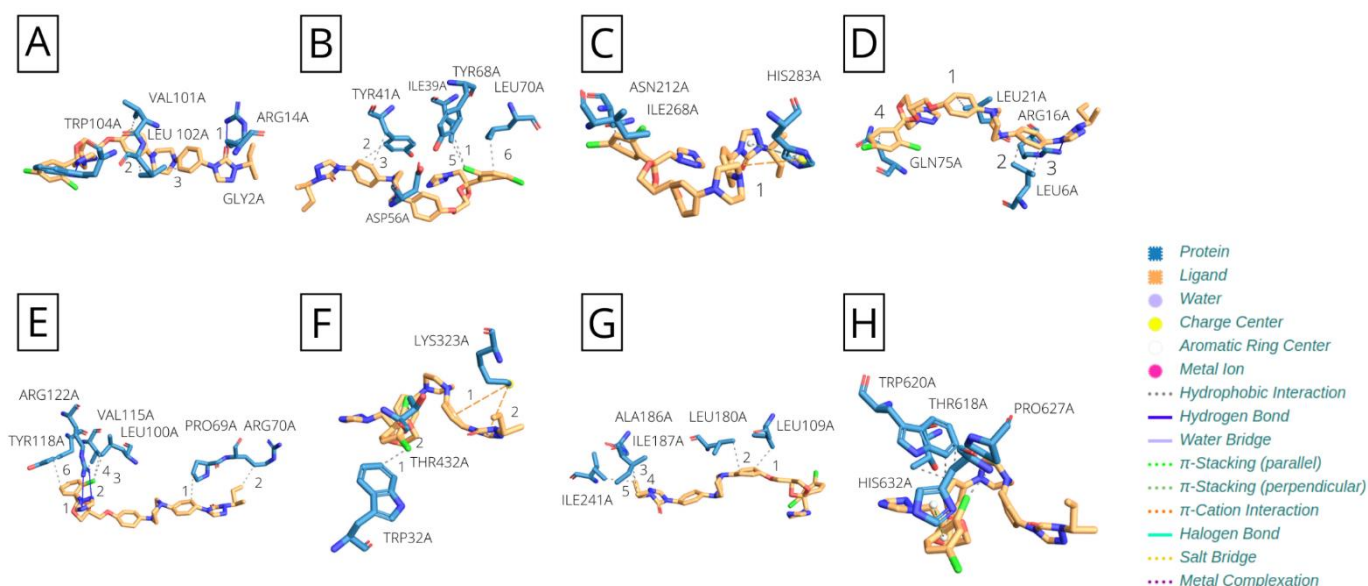 A
VAL101A
TRP104A
LEU 102A
ARG14A
1
2
3
GLY2A
B
TYR68A
ILE39A
TYR41A
LEU70A
2
3
5
1
6
ASP56A
C
ASN212A
HIS283A
ILE268A
1
D
1
LEU21A
4
ARG16A
GLN75A
2
3
LEU6A
E
ARG122A
VAL115A
PRO69A
ARG70A
TYR118A
LEU100A
6
4
3
2
1
1
2
F
LYS323A
1
2
2
THR432A
1
TRP32A
G
ALA186A
LEU180A
LEU109A
ILE187A
2
1
3
4
5
ILE241A
H
TRP620A
THR618A
PRO627A
HIS632A
Protein
Ligand
Water
Charge Center
Aromatic Ring Center
Metal Ion
Hydrophobic Interaction
Hydrogen Bond
Water Bridge
π-Stacking (parallel)
π-Stacking (perpendicular)
π-Cation Interaction
Halogen Bond
Salt Bridge
Metal Complexation